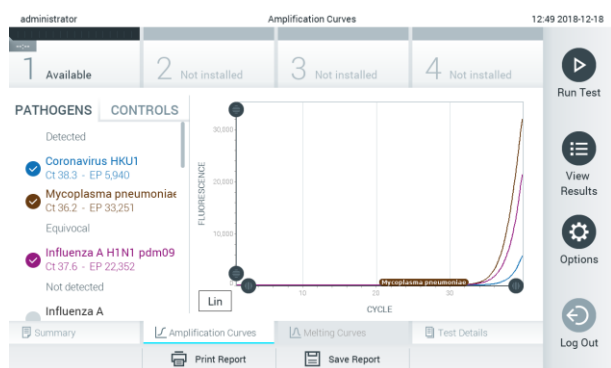 administrator
Amplification Curves
12:49 2018-12-18
1 Available
2 Not installed
3 Not installed
4 Not installed
Run Test
PATHOGENS CONTROLS
Detected
Coronavirus HKU1
Ct 38.3 - EP 5,940
Mycoplasma pneumoniae
Ct 36.2 - EP 33,251
Equivocal
Influenza A H1N1 pdm09
Ct 37.6 - EP 22,352
Not detected
Influenza A
FLUORESCENCE
30,000
20,000
10,000
0
Mycoplasma pneumoniae
10 20 30
CYCLE
Lin
View
Results
Options
Log Out
Summary
Amplification Curves
Melting Curves
Test Details
Print Report
Save Report